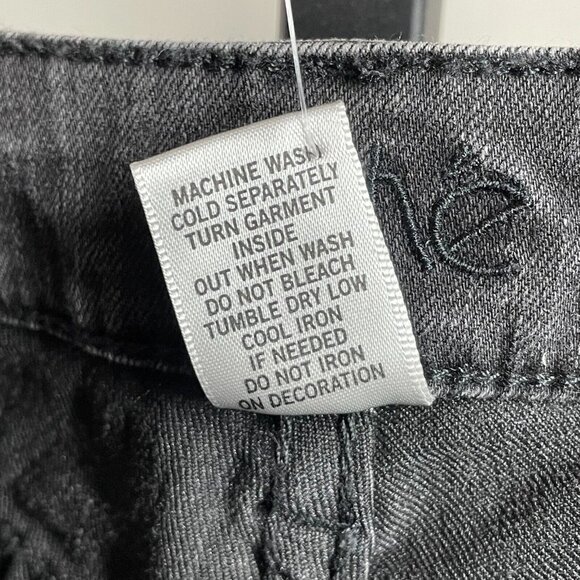 MACHINE WASH
COLD SEPARATELY
TURN GARMENT
INSIDE
OUT WHEN WASH
DO NOT BLEACH
TUMBLE DRY LOW
COOL IRON
IF NEEDED
DO NOT IRON
ON DECORATION